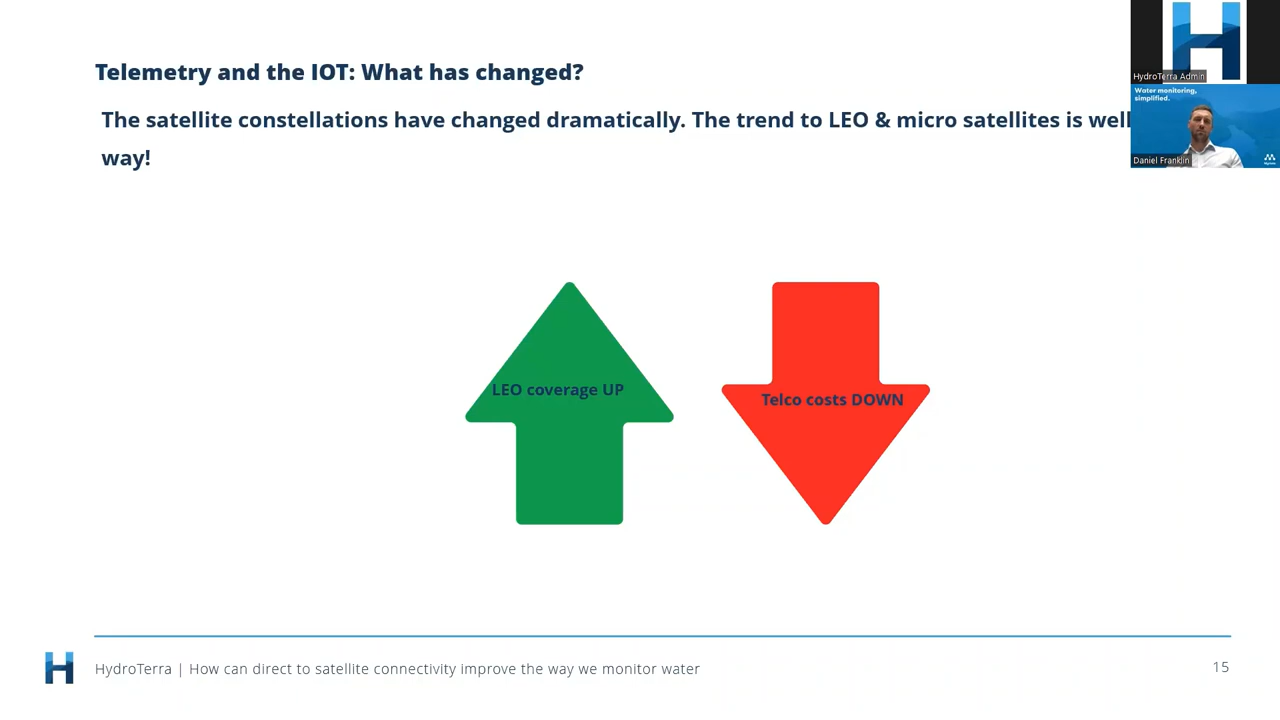 Telemetry and the IOT: What has changed?
The satellite constellations have changed dramatically. The trend to LEO & micro satellites is well
way!
HydroTerra Admin
Water monitoring,
simplified.
Daniel Franklin
LEO coverage UP
Telco costs DOWN
HydroTerra | How can direct to satellite connectivity improve the way we monitor water
15